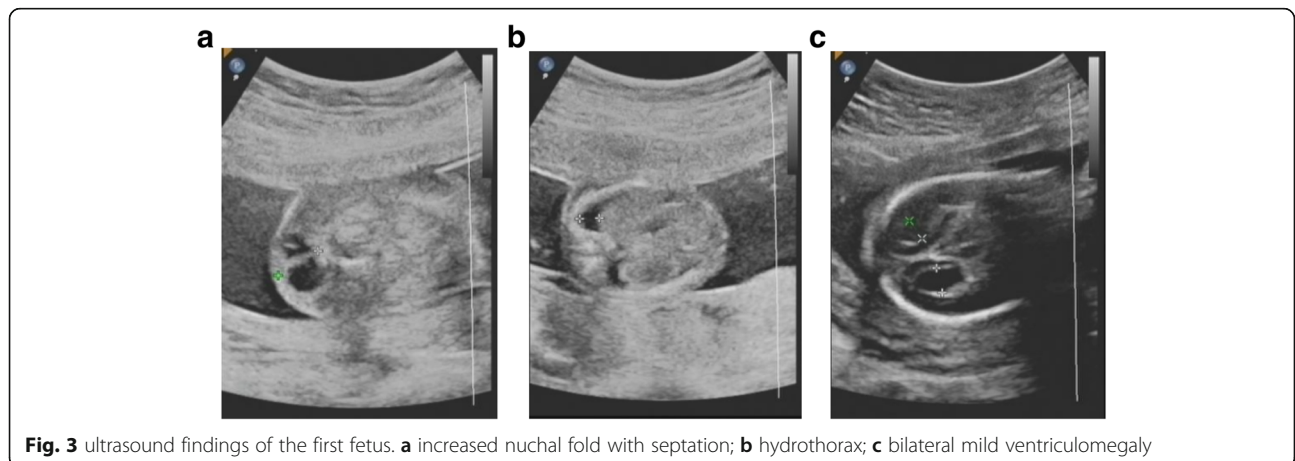 a b c
Fig. 3 ultrasound findings of the first fetus. a increased nuchal fold with septation; b hydrothorax; c bilateral mild ventriculomegaly